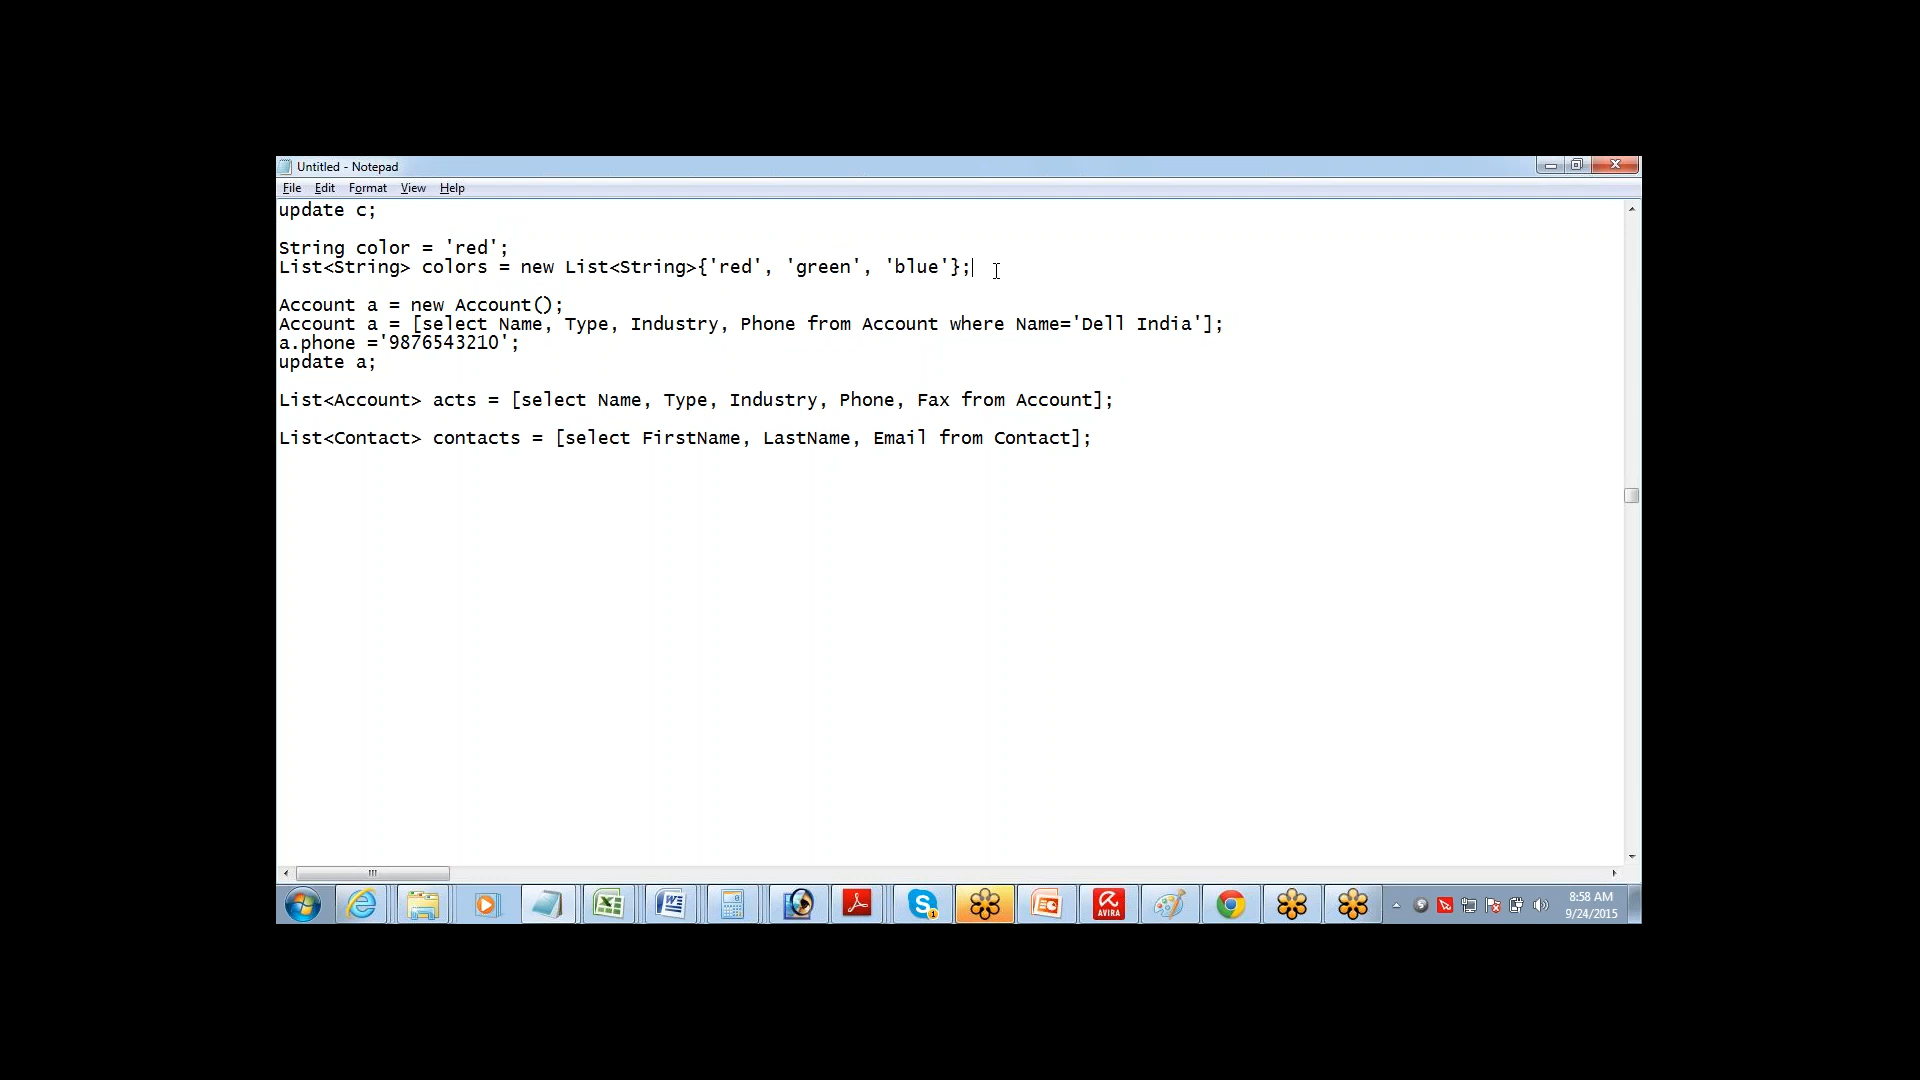 Untitled - Notepad
File Edit Format View Help
update c;
String color = 'red';
List<String> colors = new List<String>{'red', 'green', 'blue'};
Account a = new Account();
Account a = [select Name, Type, Industry, Phone from Account where Name='Dell India'];
a.phone ='9876543210';
update a;
List<Account> acts = [select Name, Type, Industry, Phone, Fax from Account];
List<Contact> contacts = [select FirstName, LastName, Email from Contact];
AVIRA
8:58 AM
9/24/2015